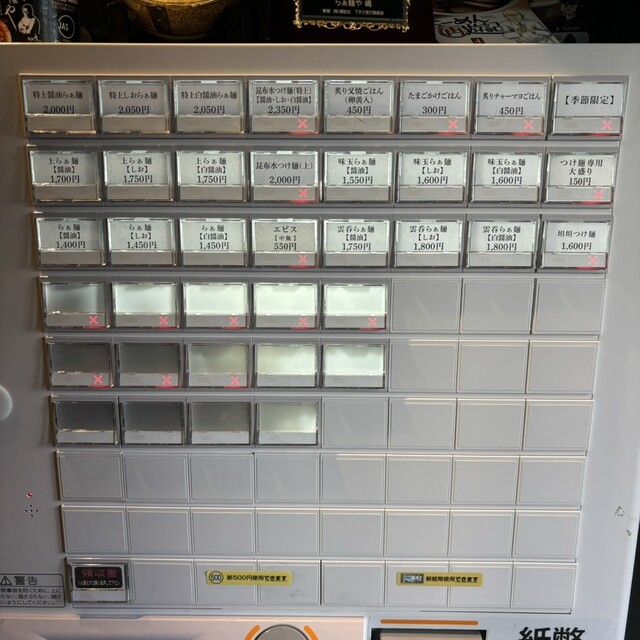 らぁ麺や 嶋
特上醤油らぁ麺
2,000円
特上しおらぁ麺
2,050円
特上白醤油らぁ麺
2,050円
昆布水つけ麺(特上)
【醤油・しお・白醤油】
2,350円
炙り叉焼ごはん
(卵黄入)
450円
たまごかけごはん
300円
炙りチャーマヨごはん
450円
【季節限定】
上らぁ麺
【醤油】
1,700円
上らぁ麺
【しお】
1,750円
上らぁ麺
【白醤油】
1,750円
昆布水つけ麺(上)
2,000円
味玉らぁ麺
【醤油】
1,550円
味玉らぁ麺
【しお】
1,600円
味玉らぁ麺
【白醤油】
1,600円
つけ麺専用
大盛り
150円
らぁ麺
【醤油】
1,400円
らぁ麺
【しお】
1,450円
らぁ麺
【白醤油】
1,450円
エビス
【中瓶】
550円
雲呑らぁ麺
【醤油】
1,750円
雲呑らぁ麺
【しお】
1,800円
雲呑らぁ麺
【白醤油】
1,800円
坦坦つけ麺
1,600円
領収書
500 新500円使用できます
新紙幣使用できます
警告
紙幣